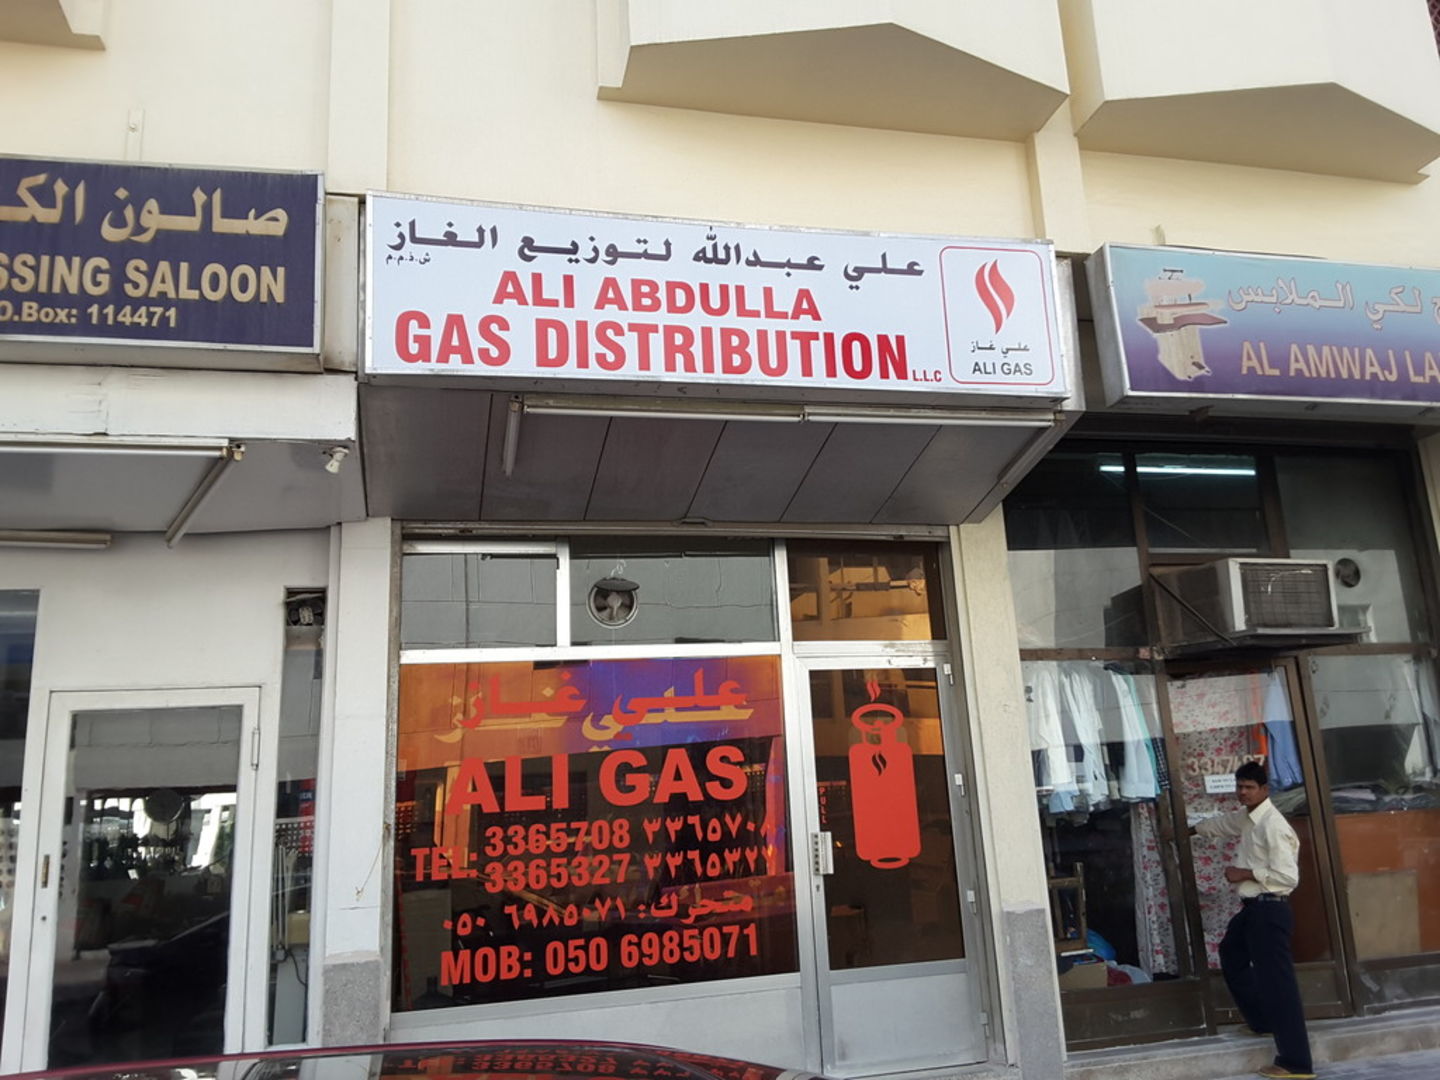 صالون
SSING SALOON
O.Box: 114471
علي عبدالله لتوزيع الغاز
ش.ذ.م.م
ALI ABDULLA
GAS DISTRIBUTION L.L.C
علي غاز
ALI GAS
لكي الملابس
AL AMWAJ LA
علي غاز
ALI GAS
TEL: 3365708 ٣٣٦٥٧٠٨
3365327 ٣٣٦٥٣٢٧
متحرك: ٠٥٠ ٦٩٨٥٠٧١
MOB: 050 6985071
PULL